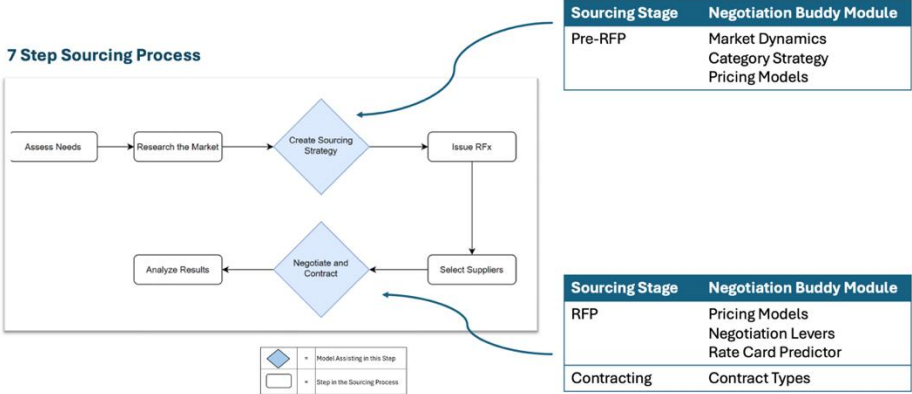 7 Step Sourcing Process
Assess Needs
Research the Market
Create Sourcing
Strategy
Issue RFx
Select Suppliers
Negotiate and
Contract
Analyze Results
= Model Assisting in this Step
= Step in the Sourcing Process
Sourcing Stage Negotiation Buddy Module
Pre-RFP Market Dynamics
Category Strategy
Pricing Models
Sourcing Stage Negotiation Buddy Module
RFP Pricing Models
Negotiation Levers
Rate Card Predictor
Contracting Contract Types